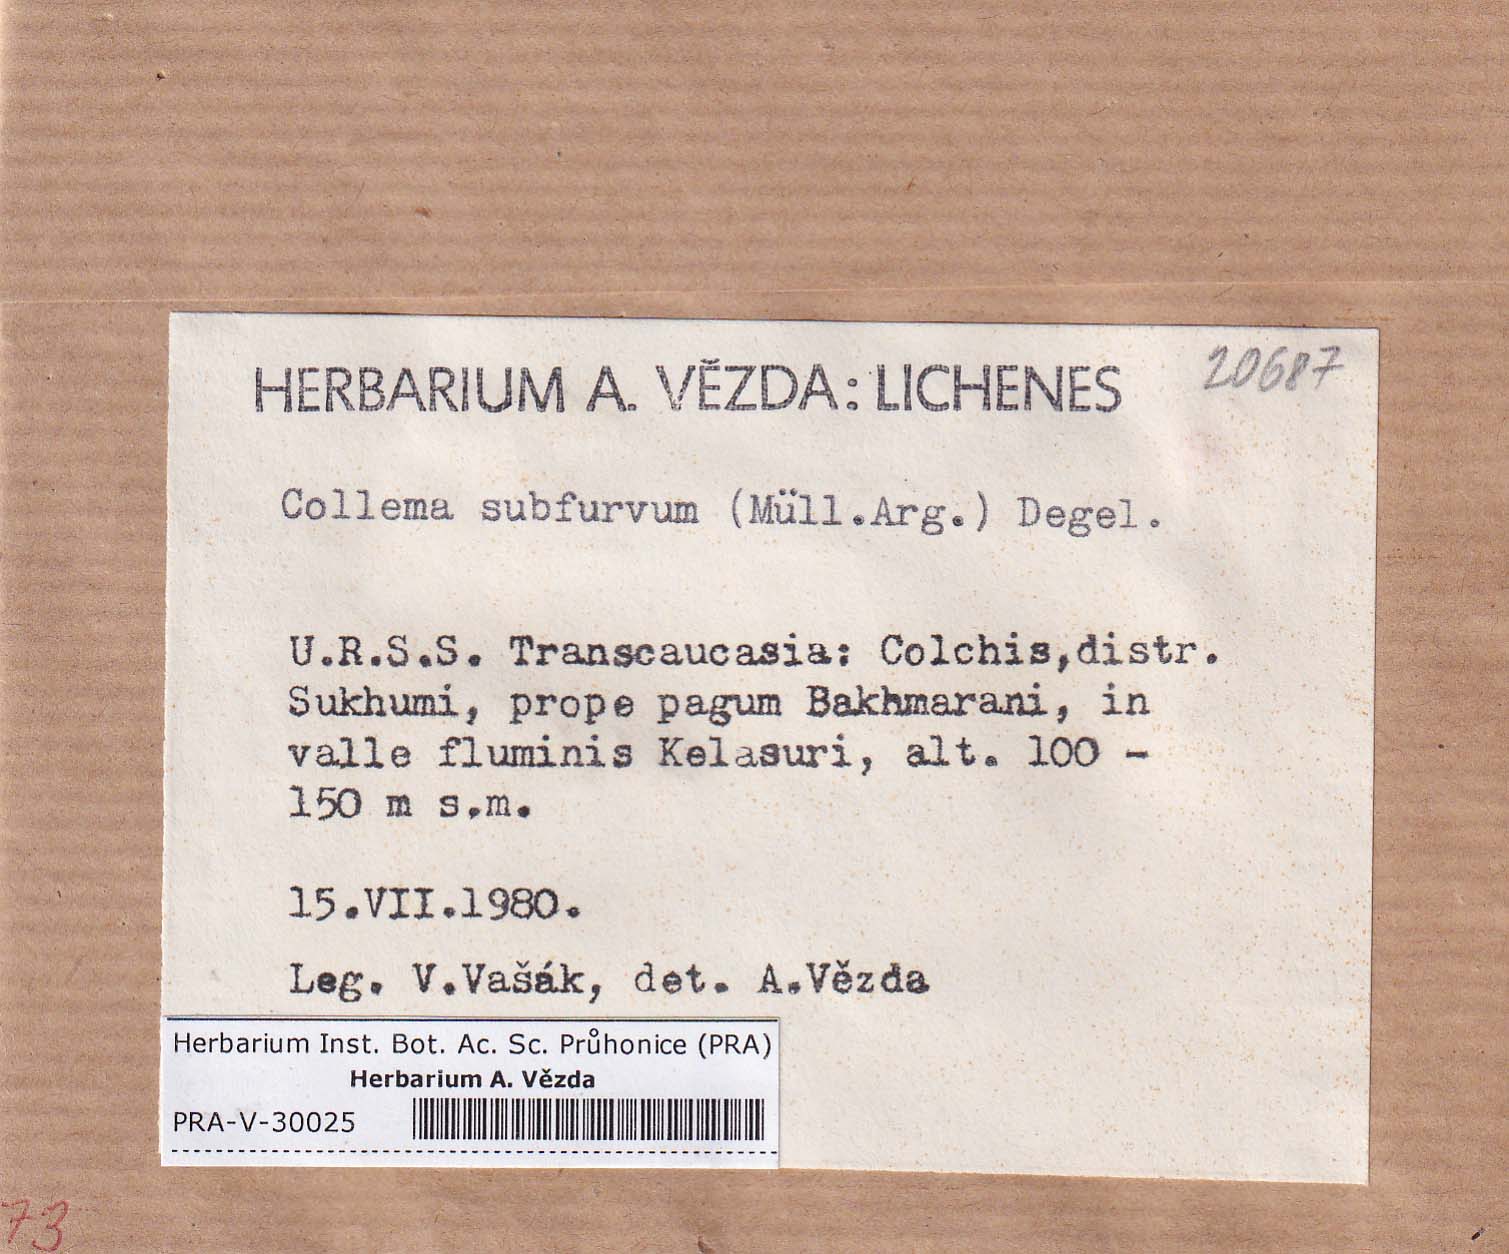 HERBARIUM A. VĚZDA: LICHENES
20687
Collema subfurvum (Müll.Arg.) Degel.
U.R.S.S. Transcaucasia: Colchis,distr.
Sukhumi, prope pagum Bakhmarani, in
valle fluminis Kelasuri, alt. 100 -
150 m s.m.
15.VII.1980.
Leg. V.Vašák, det. A.Vězda
Herbarium Inst. Bot. Ac. Sc. Průhonice (PRA)
Herbarium A. Vězda
PRA-V-30025
73